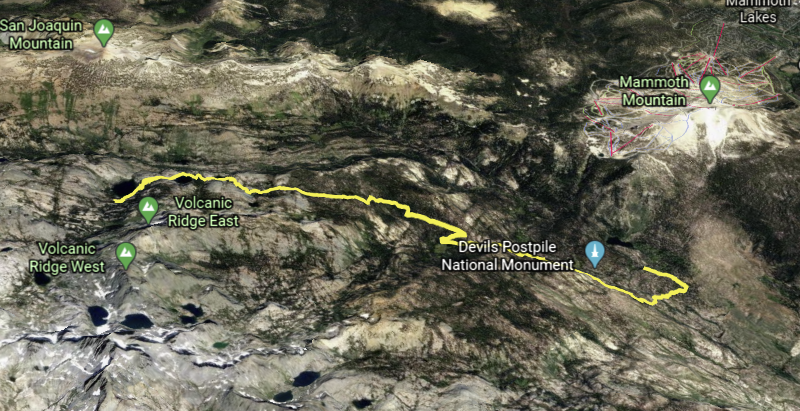 San Joaquin
Mountain
Mammoth
Lakes
Mammoth
Mountain
Volcanic
Ridge East
Volcanic
Ridge West
Devils Postpile
National Monument